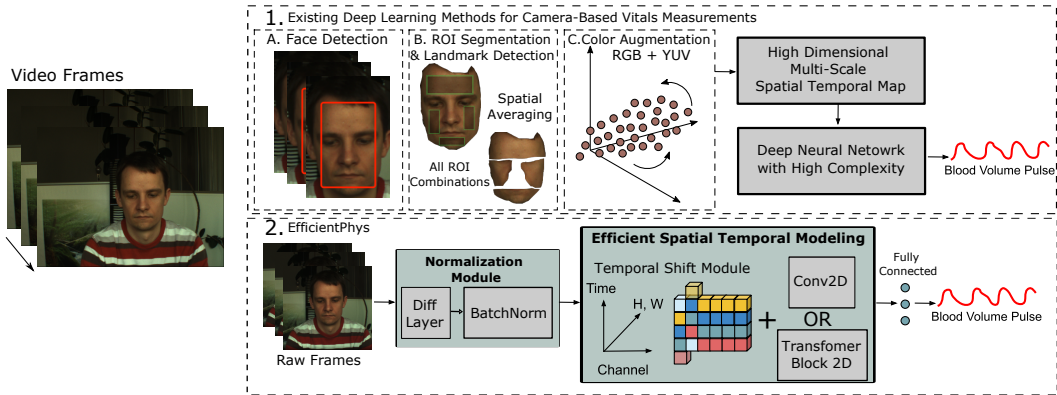 Video Frames
1. Existing Deep Learning Methods for Camera-Based Vitals Measurements
A. Face Detection
B. ROI Segmentation
& Landmark Detection
Spatial
Averaging
All ROI
Combinations
C.Color Augmentation
RGB + YUV
High Dimensional
Multi-Scale
Spatial Temporal Map
Deep Neural Netowrk
with High Complexity
Blood Volume Pulse
2. EfficientPhys
Raw Frames
Normalization
Module
Diff
Layer
BatchNorm
Efficient Spatial Temporal Modeling
Temporal Shift Module
Time
H, W
Channel
+
Conv2D
OR
Transfomer
Block 2D
Fully
Connected
Blood Volume Pulse